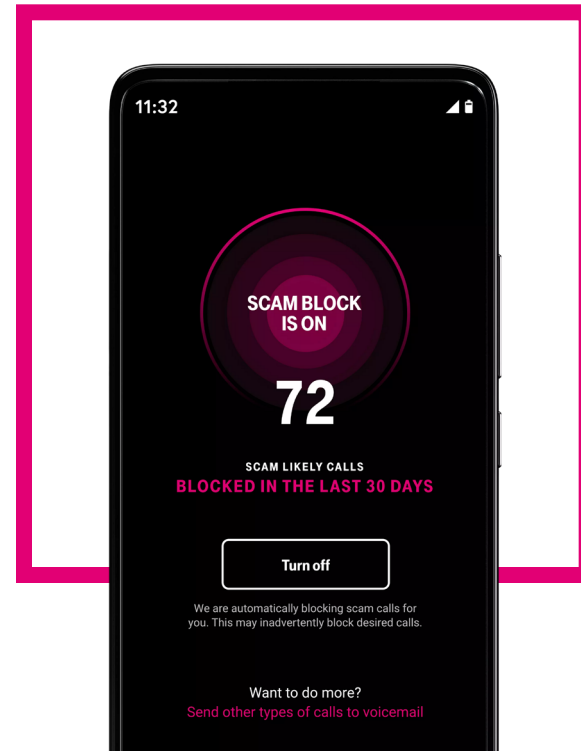 11:32
SCAM BLOCK
IS ON
72
SCAM LIKELY CALLS
BLOCKED IN THE LAST 30 DAYS
Turn off
We are automatically blocking scam calls for
you. This may inadvertently block desired calls.
Want to do more?
Send other types of calls to voicemail